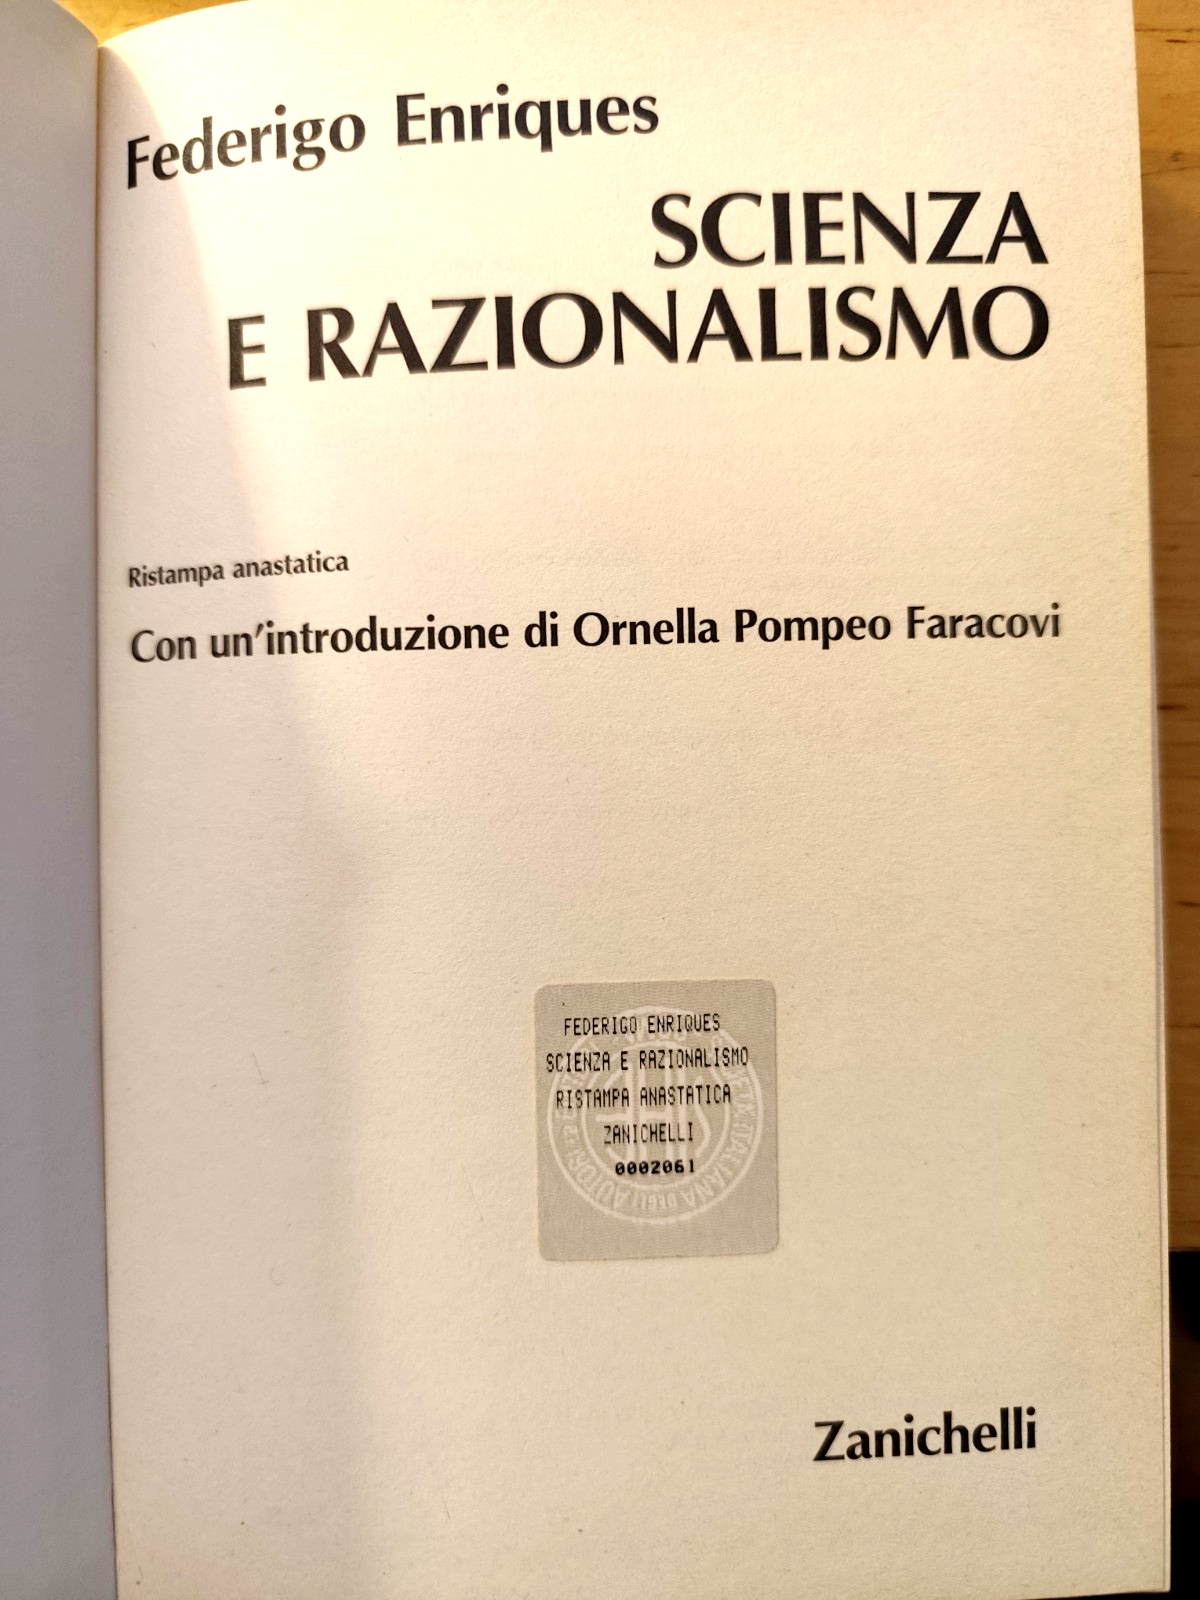 Federigo Enriques
SCIENZA
E RAZIONALISMO
Ristampa anastatica
Con un'introduzione di Ornella Pompeo Faracovi
FEDERIGO ENRIQUES
SCIENZA E RAZIONALISMO
RISTAMPA ANASTATICA
ZANICHELLI
0002061
Zanichelli